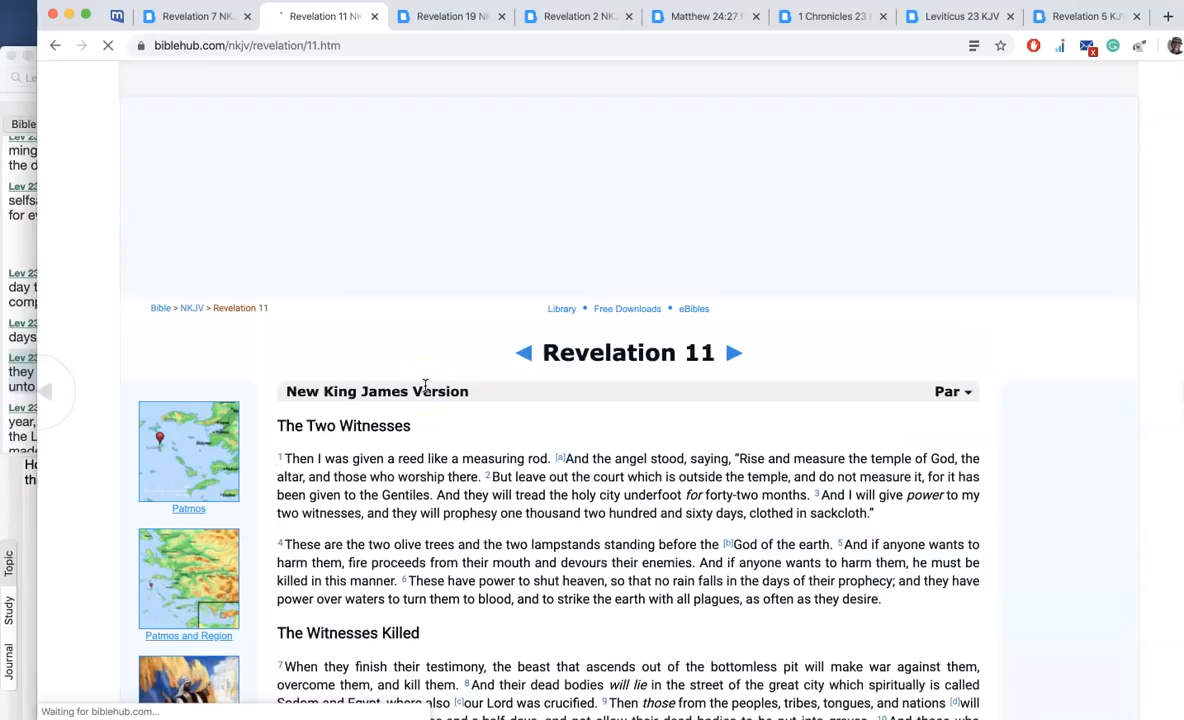 Revelation 7 NK
Revelation 11 NK
Revelation 19 NK
Revelation 2 NK
Matthew 24:27
1 Chronicles 23
Leviticus 23 KJV
Revelation 5 KJV
biblehub.com/nkjv/revelation/11.htm
Bible
Lev 23
ming
the d
Lev 23
selfsa
for ev
Lev 23
day t
comp
Lev 23
days
Lev 23
they
unto
Lev 23
year,
the L
made
Ho
th
Topic
Study
Journal
Bible > NKJV > Revelation 11
Library • Free Downloads • eBibles
◀ Revelation 11 ▶
New King James Version
Par
Patmos
Patmos and Region
The Two Witnesses
1 Then I was given a reed like a measuring rod. [a]And the angel stood, saying, “Rise and measure the temple of God, the
altar, and those who worship there. 2 But leave out the court which is outside the temple, and do not measure it, for it has
been given to the Gentiles. And they will tread the holy city underfoot for forty-two months. 3 And I will give power to my
two witnesses, and they will prophesy one thousand two hundred and sixty days, clothed in sackcloth.”
4 These are the two olive trees and the two lampstands standing before the [b]God of the earth. 5 And if anyone wants to
harm them, fire proceeds from their mouth and devours their enemies. And if anyone wants to harm them, he must be
killed in this manner. 6 These have power to shut heaven, so that no rain falls in the days of their prophecy; and they have
power over waters to turn them to blood, and to strike the earth with all plagues, as often as they desire.
The Witnesses Killed
7 When they finish their testimony, the beast that ascends out of the bottomless pit will make war against them,
overcome them, and kill them. 8 And their dead bodies will lie in the street of the great city which spiritually is called
Sodom and Egypt, where also [c]our Lord was crucified. 9 Then those from the peoples, tribes, tongues, and nations [d]will
Waiting for biblehub.com...